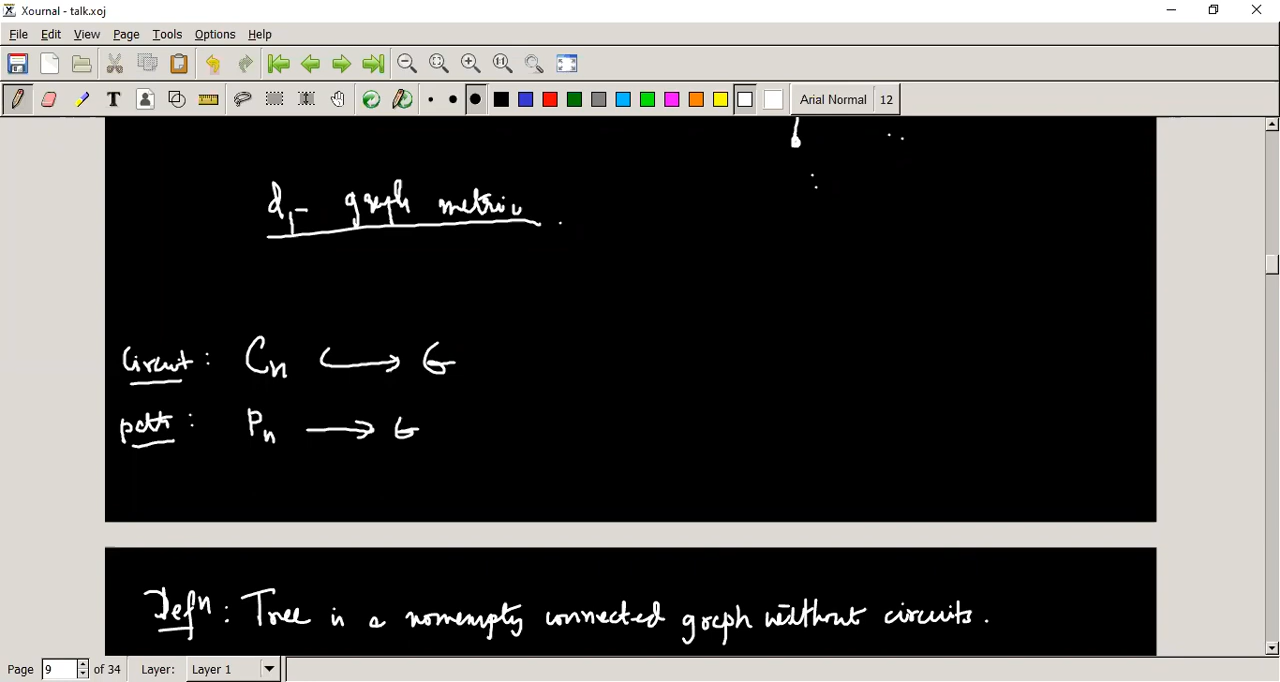 Xournal - talk.xoj
File Edit View Page Tools Options Help
Arial Normal 12
d₁- graph metric.
Circuit : Cn ↪ G
path : Pn → G
Defⁿ : Tree is a nonempty connected graph without circuits.
Page 9 of 34 Layer: Layer 1